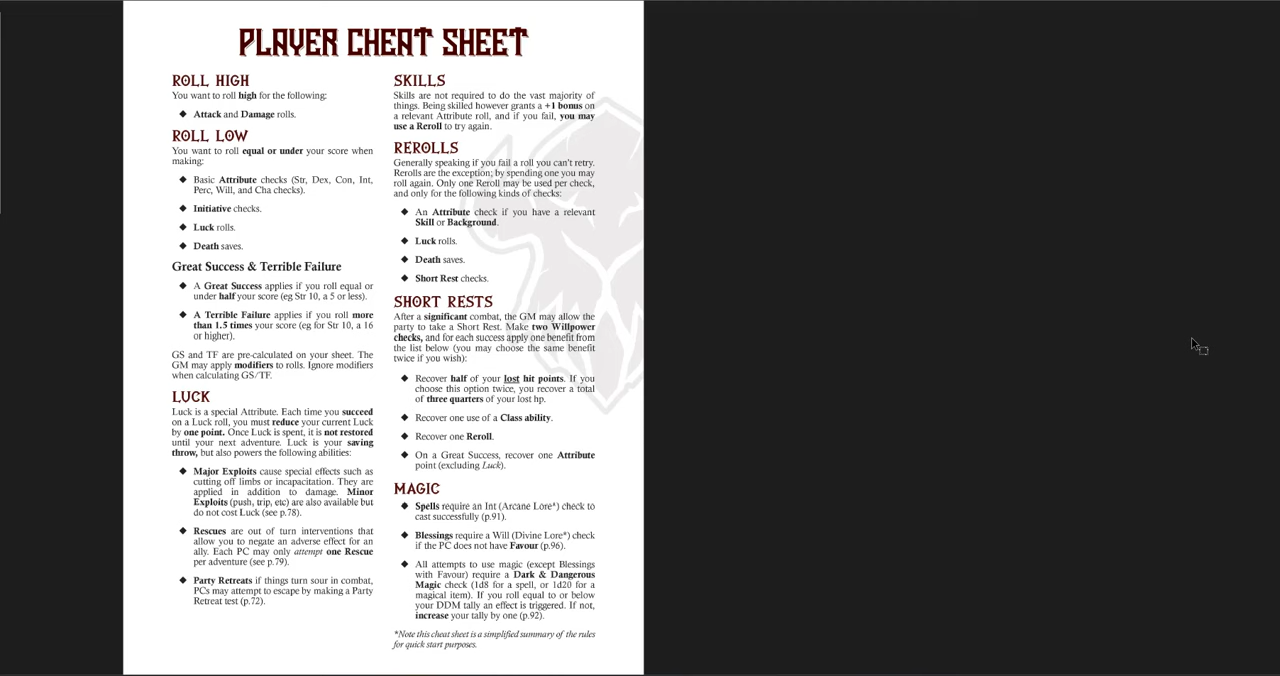 PLAYER CHEAT SHEET
ROLL HIGH
You want to roll high for the following:
◆ Attack and Damage rolls.
ROLL LOW
You want to roll equal or under your score when
making:
◆ Basic Attribute checks (Str, Dex, Con, Int,
Perc, Will, and Cha checks).
◆ Initiative checks.
◆ Luck rolls.
◆ Death saves.
Great Success & Terrible Failure
◆ A Great Success applies if you roll equal or
under half your score (eg Str 10, a 5 or less).
◆ A Terrible Failure applies if you roll more
than 1.5 times your score (eg for Str 10, a 16
or higher).
GS and TF are pre-calculated on your sheet. The
GM may apply modifiers to rolls. Ignore modifiers
when calculating GS/TF.
LUCK
Luck is a special Attribute. Each time you succeed
on a Luck roll, you must reduce your current Luck
by one point. Once Luck is spent, it is not restored
until your next adventure. Luck is your saving
throw, but also powers the following abilities:
◆ Major Exploits cause special effects such as
cutting off limbs or incapacitation. They are
applied in addition to damage. Minor
Exploits (push, trip, etc) are also available but
do not cost Luck (see p.78).
◆ Rescues are out of turn interventions that
allow you to negate an adverse effect for an
ally. Each PC may only attempt one Rescue
per adventure (see p.79).
◆ Party Retreats if things turn sour in combat,
PCs may attempt to escape by making a Party
Retreat test (p.72).
SKILLS
Skills are not required to do the vast majority of
things. Being skilled however grants a +1 bonus on
a relevant Attribute roll, and if you fail, you may
use a Reroll to try again.
REROLLS
Generally speaking if you fail a roll you can't retry.
Rerolls are the exception; by spending one you may
roll again. Only one Reroll may be used per check,
and only for the following kinds of checks:
◆ An Attribute check if you have a relevant
Skill or Background.
◆ Luck rolls.
◆ Death saves.
◆ Short Rest checks.
SHORT RESTS
After a significant combat, the GM may allow the
party to take a Short Rest. Make two Willpower
checks, and for each success apply one benefit from
the list below (you may choose the same benefit
twice if you wish):
◆ Recover half of your lost hit points. If you
choose this option twice, you recover a total
of three quarters of your lost hp.
◆ Recover one use of a Class ability.
◆ Recover one Reroll.
◆ On a Great Success, recover one Attribute
point (excluding Luck).
MAGIC
◆ Spells require an Int (Arcane Lore*) check to
cast successfully (p.91).
◆ Blessings require a Will (Divine Lore*) check
if the PC does not have Favour (p.96).
◆ All attempts to use magic (except Blessings
with Favour) require a Dark & Dangerous
Magic check (1d8 for a spell, or 1d20 for a
magical item). If you roll equal to or below
your DDM tally an effect is triggered. If not,
increase your tally by one (p.92).
*Note this cheat sheet is a simplified summary of the rules
for quick start purposes.